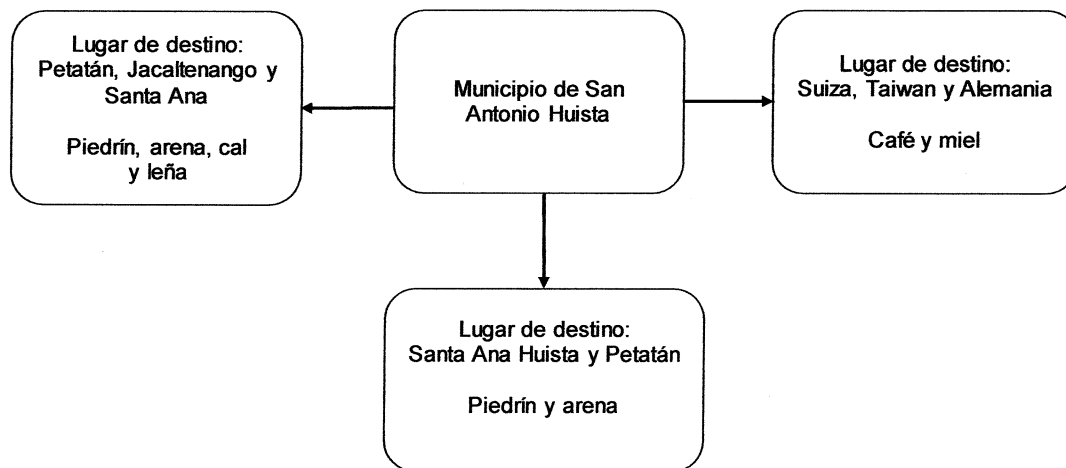 Lugar de destino:
Petatán, Jacaltenango y
Santa Ana
Piedrín, arena, cal
y leña
Municipio de San
Antonio Huista
Lugar de destino:
Suiza, Taiwan y Alemania
Café y miel
Lugar de destino:
Santa Ana Huista y Petatán
Piedrín y arena